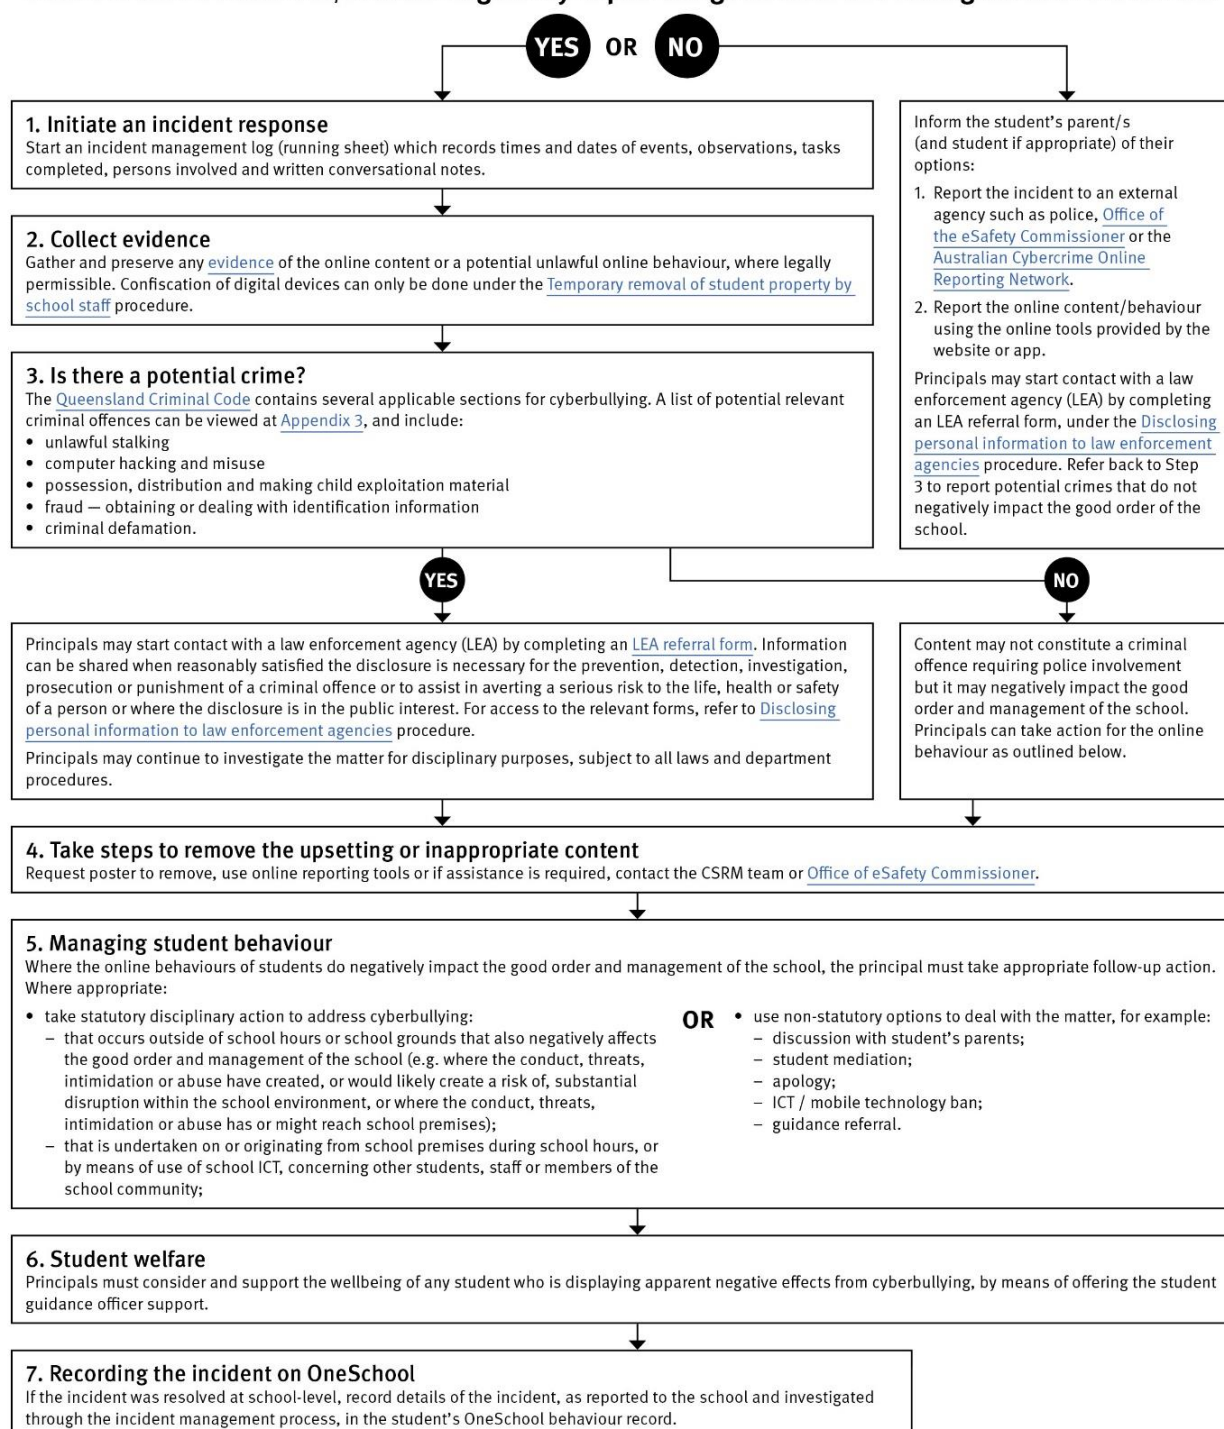 YES OR NO
1. Initiate an incident response
Start an incident management log (running sheet) which records times and dates of events, observations, tasks
completed, persons involved and written conversational notes.
2. Collect evidence
Gather and preserve any evidence of the online content or a potential unlawful online behaviour, where legally
permissible. Confiscation of digital devices can only be done under the Temporary removal of student property by
school staff procedure.
3. Is there a potential crime?
The Queensland Criminal Code contains several applicable sections for cyberbullying. A list of potential relevant
criminal offences can be viewed at Appendix 3, and include:
• unlawful stalking
• computer hacking and misuse
• possession, distribution and making child exploitation material
• fraud — obtaining or dealing with identification information
• criminal defamation.
Inform the student's parent/s
(and student if appropriate) of their
options:
1. Report the incident to an external
agency such as police, Office of
the eSafety Commissioner or the
Australian Cybercrime Online
Reporting Network.
2. Report the online content/behaviour
using the online tools provided by the
website or app.
Principals may start contact with a law
enforcement agency (LEA) by completing
an LEA referral form, under the Disclosing
personal information to law enforcement
agencies procedure. Refer back to Step
3 to report potential crimes that do not
negatively impact the good order of the
school.
YES
NO
Principals may start contact with a law enforcement agency (LEA) by completing an LEA referral form. Information
can be shared when reasonably satisfied the disclosure is necessary for the prevention, detection, investigation,
prosecution or punishment of a criminal offence or to assist in averting a serious risk to the life, health or safety
of a person or where the disclosure is in the public interest. For access to the relevant forms, refer to Disclosing
personal information to law enforcement agencies procedure.
Principals may continue to investigate the matter for disciplinary purposes, subject to all laws and department
procedures.
Content may not constitute a criminal
offence requiring police involvement
but it may negatively impact the good
order and management of the school.
Principals can take action for the online
behaviour as outlined below.
4. Take steps to remove the upsetting or inappropriate content
Request poster to remove, use online reporting tools or if assistance is required, contact the CSRM team or Office of eSafety Commissioner.
5. Managing student behaviour
Where the online behaviours of students do negatively impact the good order and management of the school, the principal must take appropriate follow-up action.
Where appropriate:
• take statutory disciplinary action to address cyberbullying:
– that occurs outside of school hours or school grounds that also negatively affects
the good order and management of the school (e.g. where the conduct, threats,
intimidation or abuse have created, or would likely create a risk of, substantial
disruption within the school environment, or where the conduct, threats,
intimidation or abuse has or might reach school premises);
– that is undertaken on or originating from school premises during school hours, or
by means of use of school ICT, concerning other students, staff or members of the
school community;
OR
• use non-statutory options to deal with the matter, for example:
– discussion with student's parents;
– student mediation;
– apology;
– ICT / mobile technology ban;
– guidance referral.
6. Student welfare
Principals must consider and support the wellbeing of any student who is displaying apparent negative effects from cyberbullying, by means of offering the student
guidance officer support.
7. Recording the incident on OneSchool
If the incident was resolved at school-level, record details of the incident, as reported to the school and investigated
through the incident management process, in the student's OneSchool behaviour record.